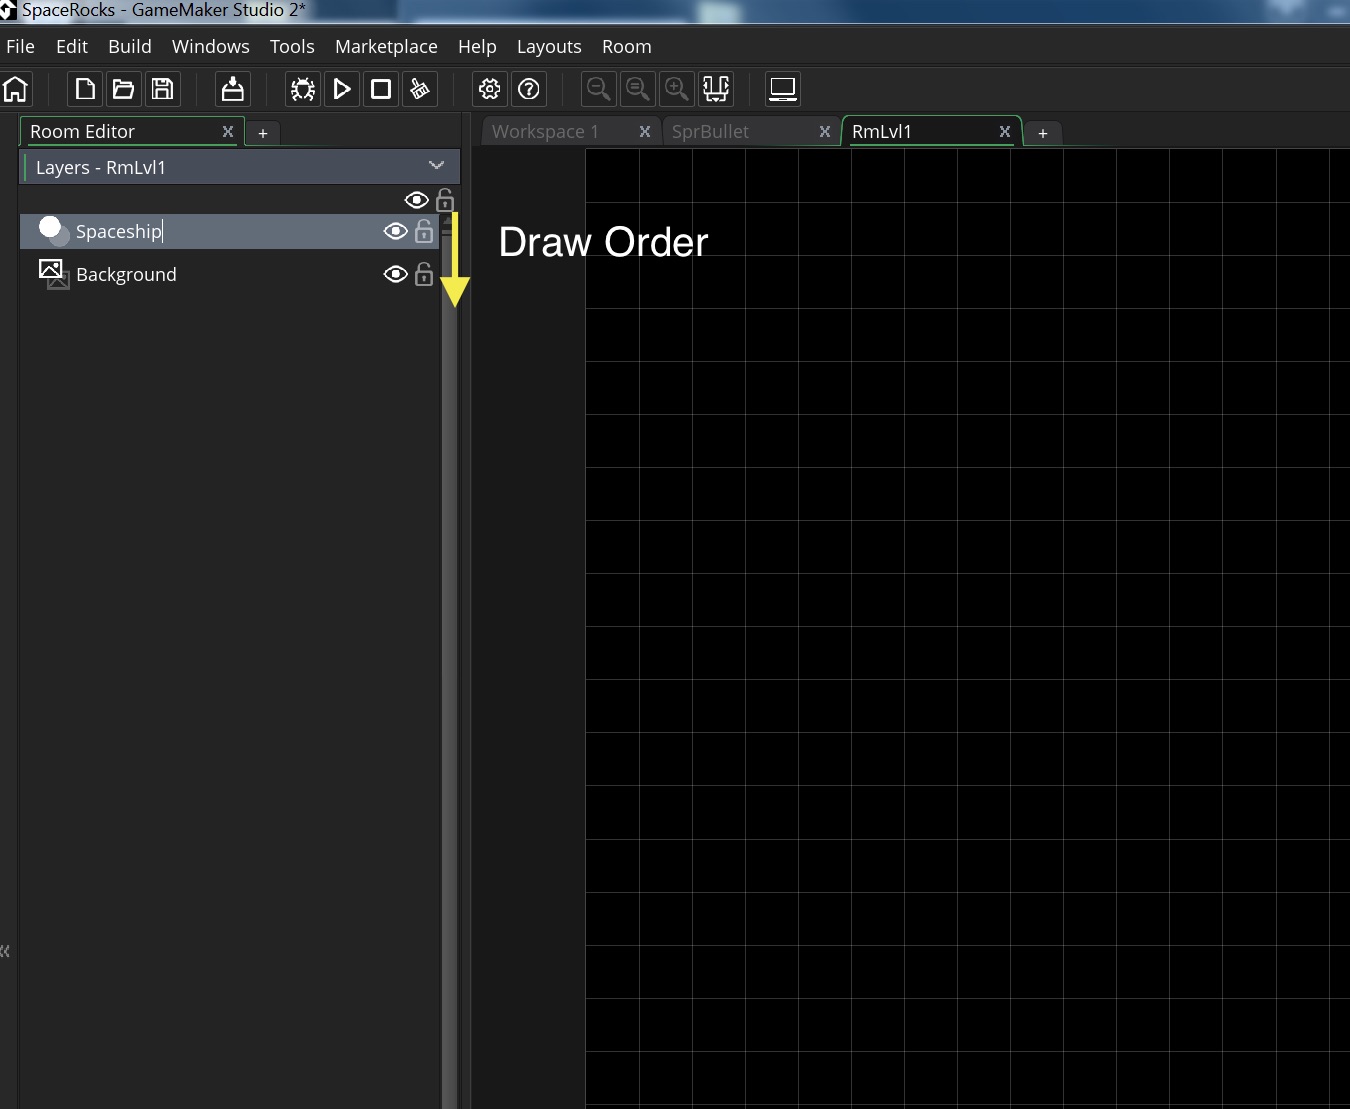 SpaceRocks - GameMaker Studio 2*
File Edit Build Windows Tools Marketplace Help Layouts Room
Room Editor X + Workspace 1 X SprBullet X RmLvl1 X +
Layers - RmLvl1
Spaceship
Draw Order
Background